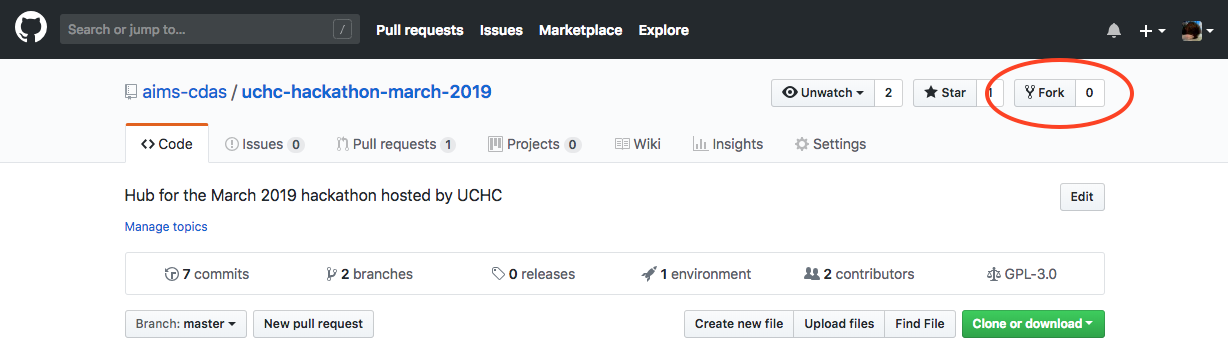 Search or jump to... / Pull requests Issues Marketplace Explore
aims-cdas / uchc-hackathon-march-2019 Unwatch 2 Star 1 Fork 0
Code Issues 0 Pull requests 1 Projects 0 Wiki Insights Settings
Hub for the March 2019 hackathon hosted by UCHC Edit
Manage topics
7 commits 2 branches 0 releases 1 environment 2 contributors GPL-3.0
Branch: master New pull request Create new file Upload files Find File Clone or download